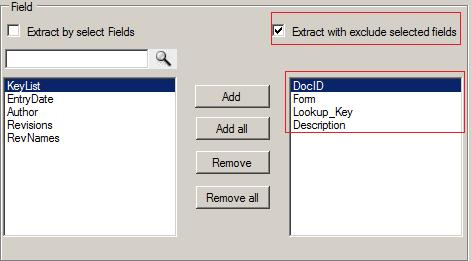 Field
Extract by select Fields
Extract with exclude selected fields
KeyList
EntryDate
Author
Revisions
RevNames
Add
Add all
Remove
Remove all
DocID
Form
Lookup_Key
Description